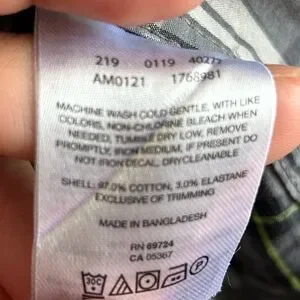 219 0119 40277
AM0121 1768981
MACHINE WASH COLD GENTLE, WITH LIKE
COLORS, NON-CHLORINE BLEACH WHEN
NEEDED, TUMBLE DRY LOW, REMOVE
PROMPTLY, IRON MEDIUM, IF PRESENT DO
NOT IRON DECAL, DRYCLEANABLE
SHELL: 97.0% COTTON, 3.0% ELASTANE
EXCLUSIVE OF TRIMMING
MADE IN BANGLADESH
RN 69724
CA 05367
30C